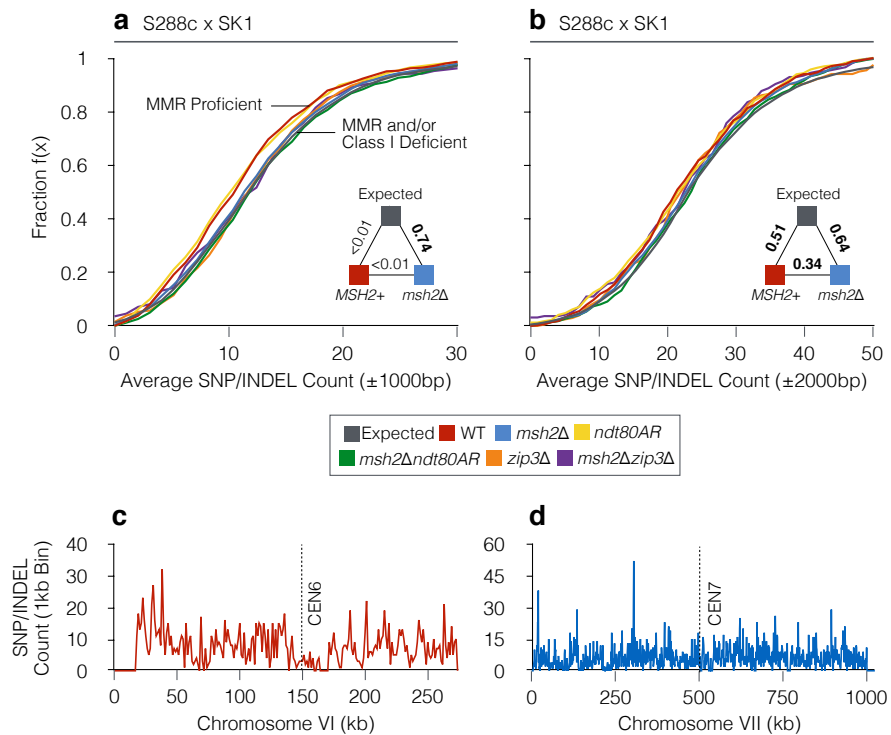 a S288c x SK1
1
0.8
0.6
0.4
0.2
0
Fraction f(x)
MMR Proficient
MMR and/or
Class I Deficient
Expected
<0.01
0.74
<0.01
MSH2+
msh2Δ
0 10 20 30
Average SNP/INDEL Count (±1000bp)
b S288c x SK1
Expected
0.51
0.64
0.34
MSH2+
msh2Δ
0 10 20 30 40 50
Average SNP/INDEL Count (±2000bp)
Expected WT msh2Δ ndt80AR
msh2Δndt80AR zip3Δ msh2Δzip3Δ
c
SNP/INDEL
Count (1kb Bin)
40
30
20
10
0
CEN6
0 50 100 150 200 250
Chromosome VI (kb)
d
60
45
30
15
0
CEN7
0 250 500 750 1000
Chromosome VII (kb)